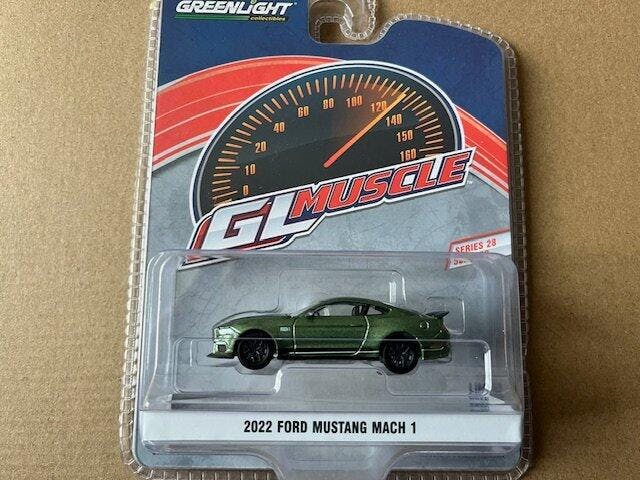 GREENLIGHT
collectibles
0
10
20
40
60
80
100
120
140
160
GL MUSCLE
SERIES 28
2022 FORD MUSTANG MACH 1